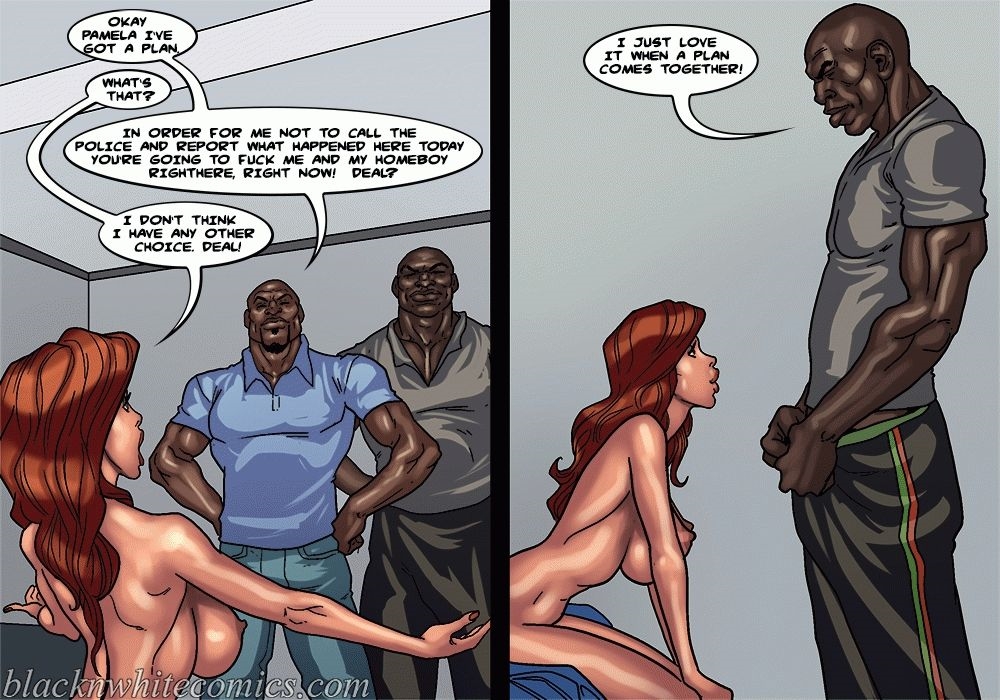 OKAY
PAMELA I'VE
GOT A PLAN.
WHAT'S
THAT?
IN ORDER FOR ME NOT TO CALL THE
POLICE AND REPORT WHAT HAPPENED HERE TODAY
YOU'RE GOING TO FUCK ME AND MY HOMEBOY
RIGHTHERE, RIGHT NOW! DEAL?
I DON'T THINK
I HAVE ANY OTHER
CHOICE. DEAL!
I JUST LOVE
IT WHEN A PLAN
COMES TOGETHER!
blacknwhitecomics.com